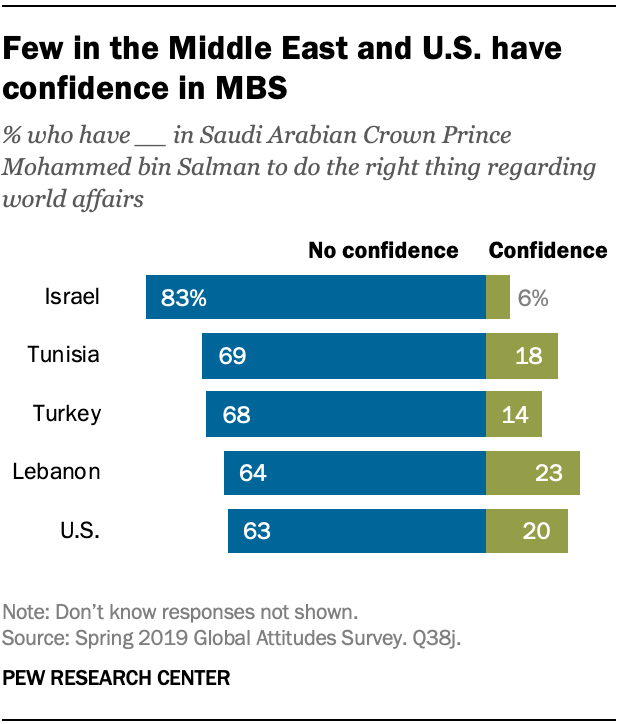 Few in the Middle East and U.S. have
confidence in MBS
% who have __ in Saudi Arabian Crown Prince
Mohammed bin Salman to do the right thing regarding
world affairs
No confidence Confidence
Israel 83% 6%
Tunisia 69 18
Turkey 68 14
Lebanon 64 23
U.S. 63 20
Note: Don’t know responses not shown.
Source: Spring 2019 Global Attitudes Survey. Q38j.
PEW RESEARCH CENTER